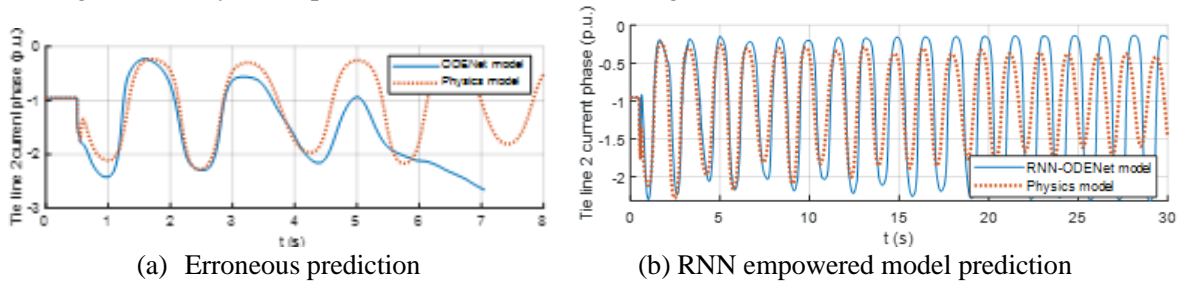 Tie line 2 current phase (p.u.)
0
-1
-2
-3
0 1 2 3 4 5 6 7 8
t (s)
ODENet model
Physics model
(a) Erroneous prediction
Tie line 2 current phase (p.u.)
0
-0.5
-1
-1.5
-2
0 5 10 15 20 25 30
t (s)
RNN-ODENet model
Physics model
(b) RNN empowered model prediction